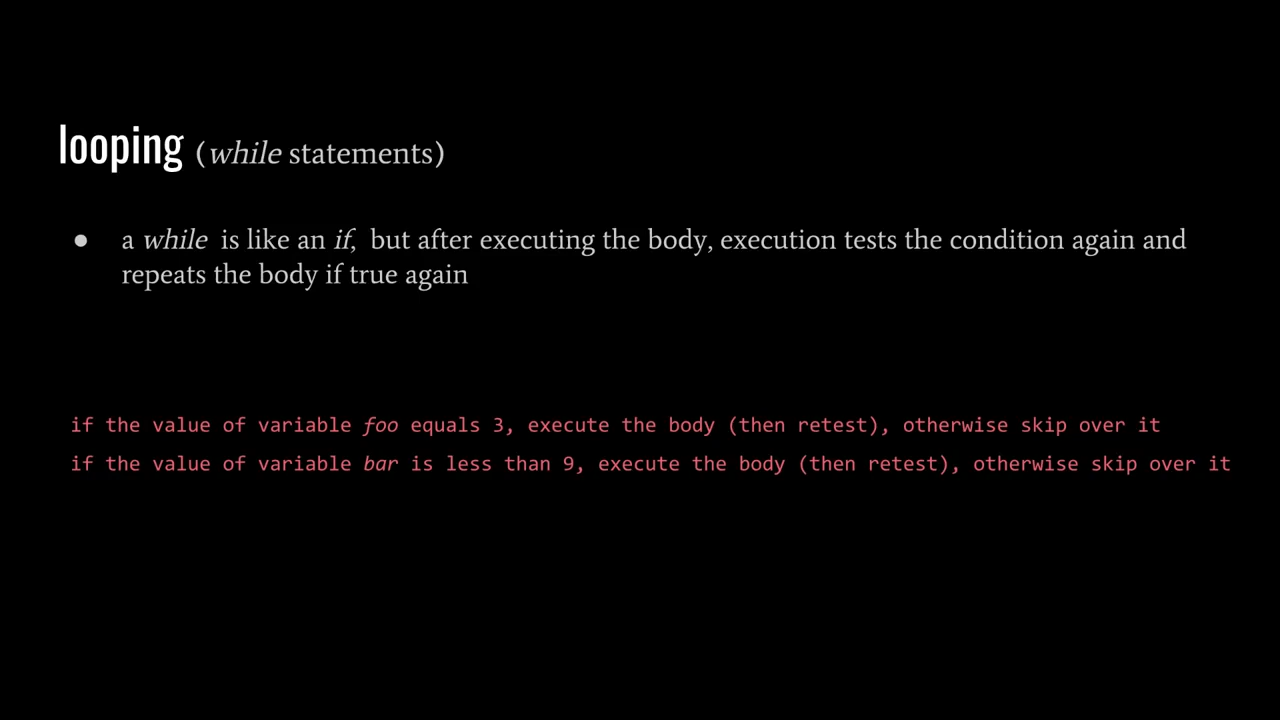 looping (while statements)
● a while is like an if, but after executing the body, execution tests the condition again and
repeats the body if true again
if the value of variable foo equals 3, execute the body (then retest), otherwise skip over it
if the value of variable bar is less than 9, execute the body (then retest), otherwise skip over it